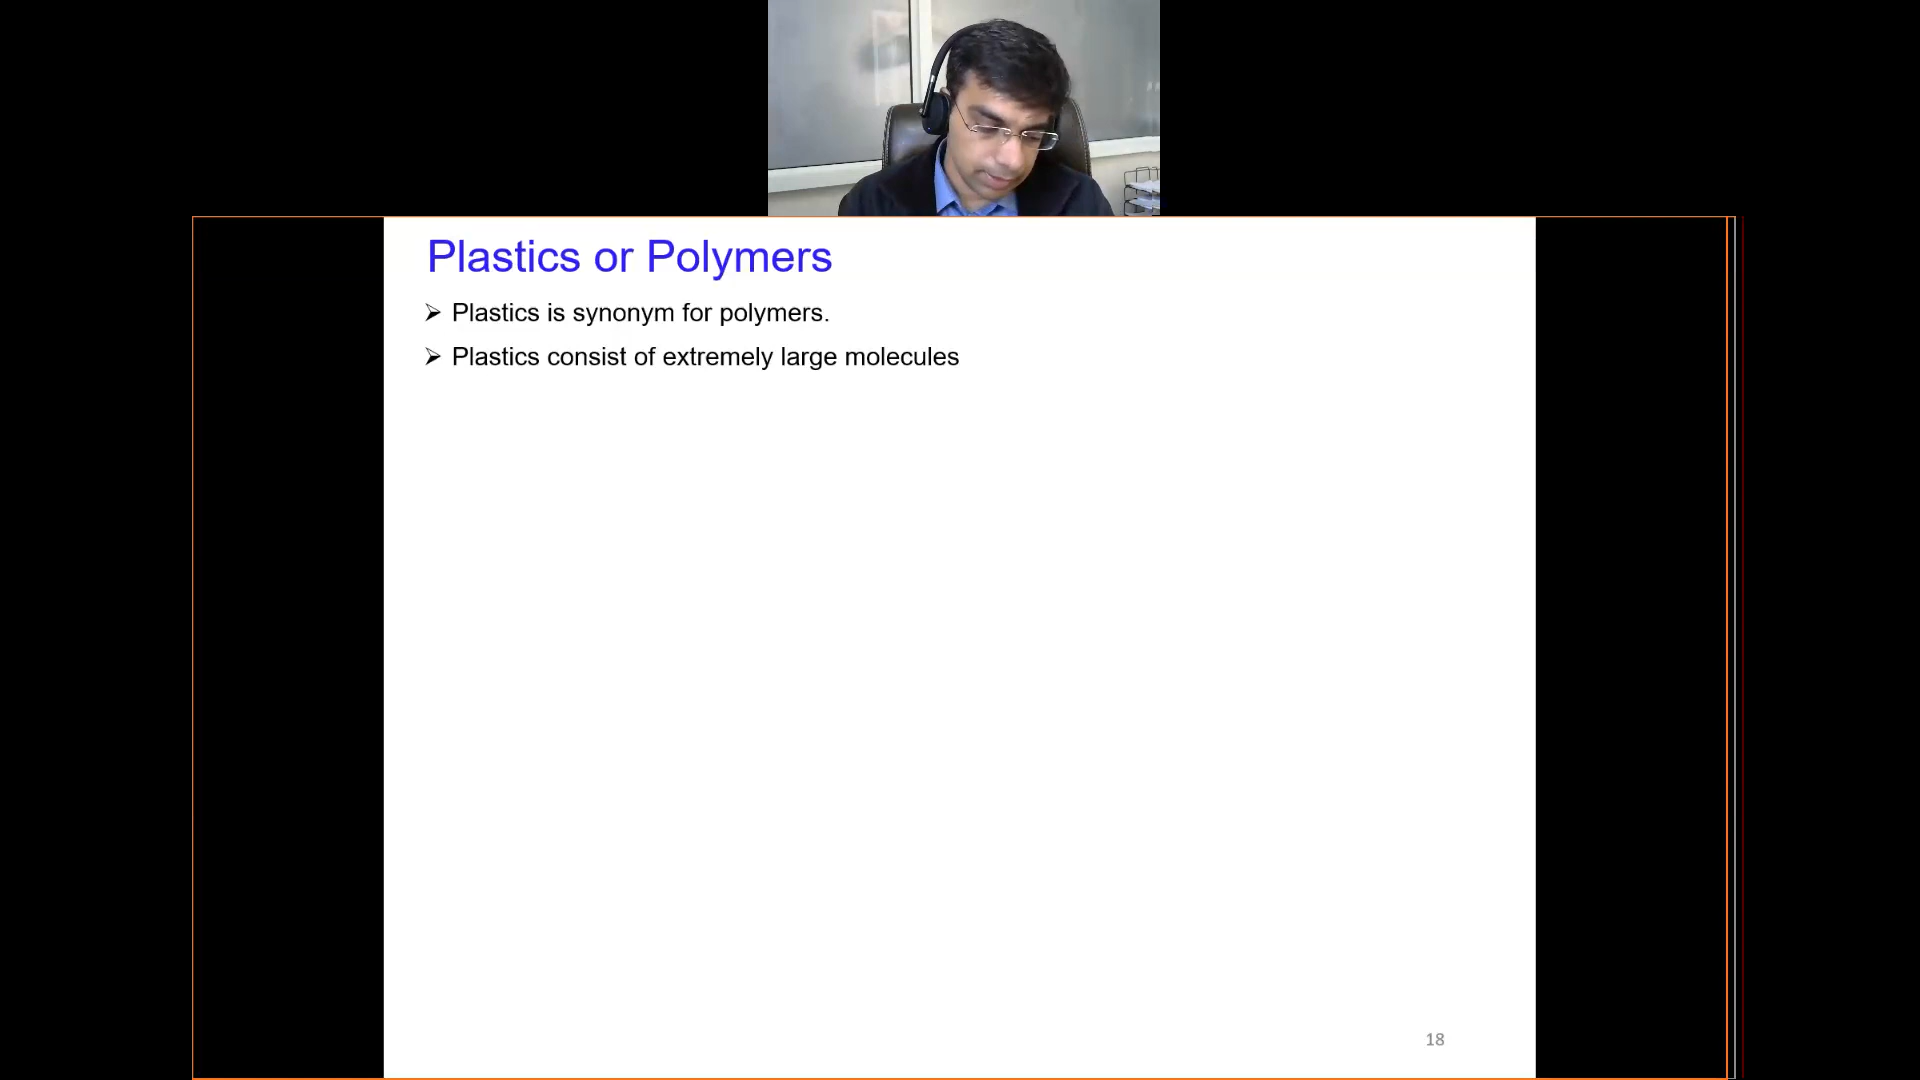 Plastics or Polymers
➢ Plastics is synonym for polymers.
➢ Plastics consist of extremely large molecules
18